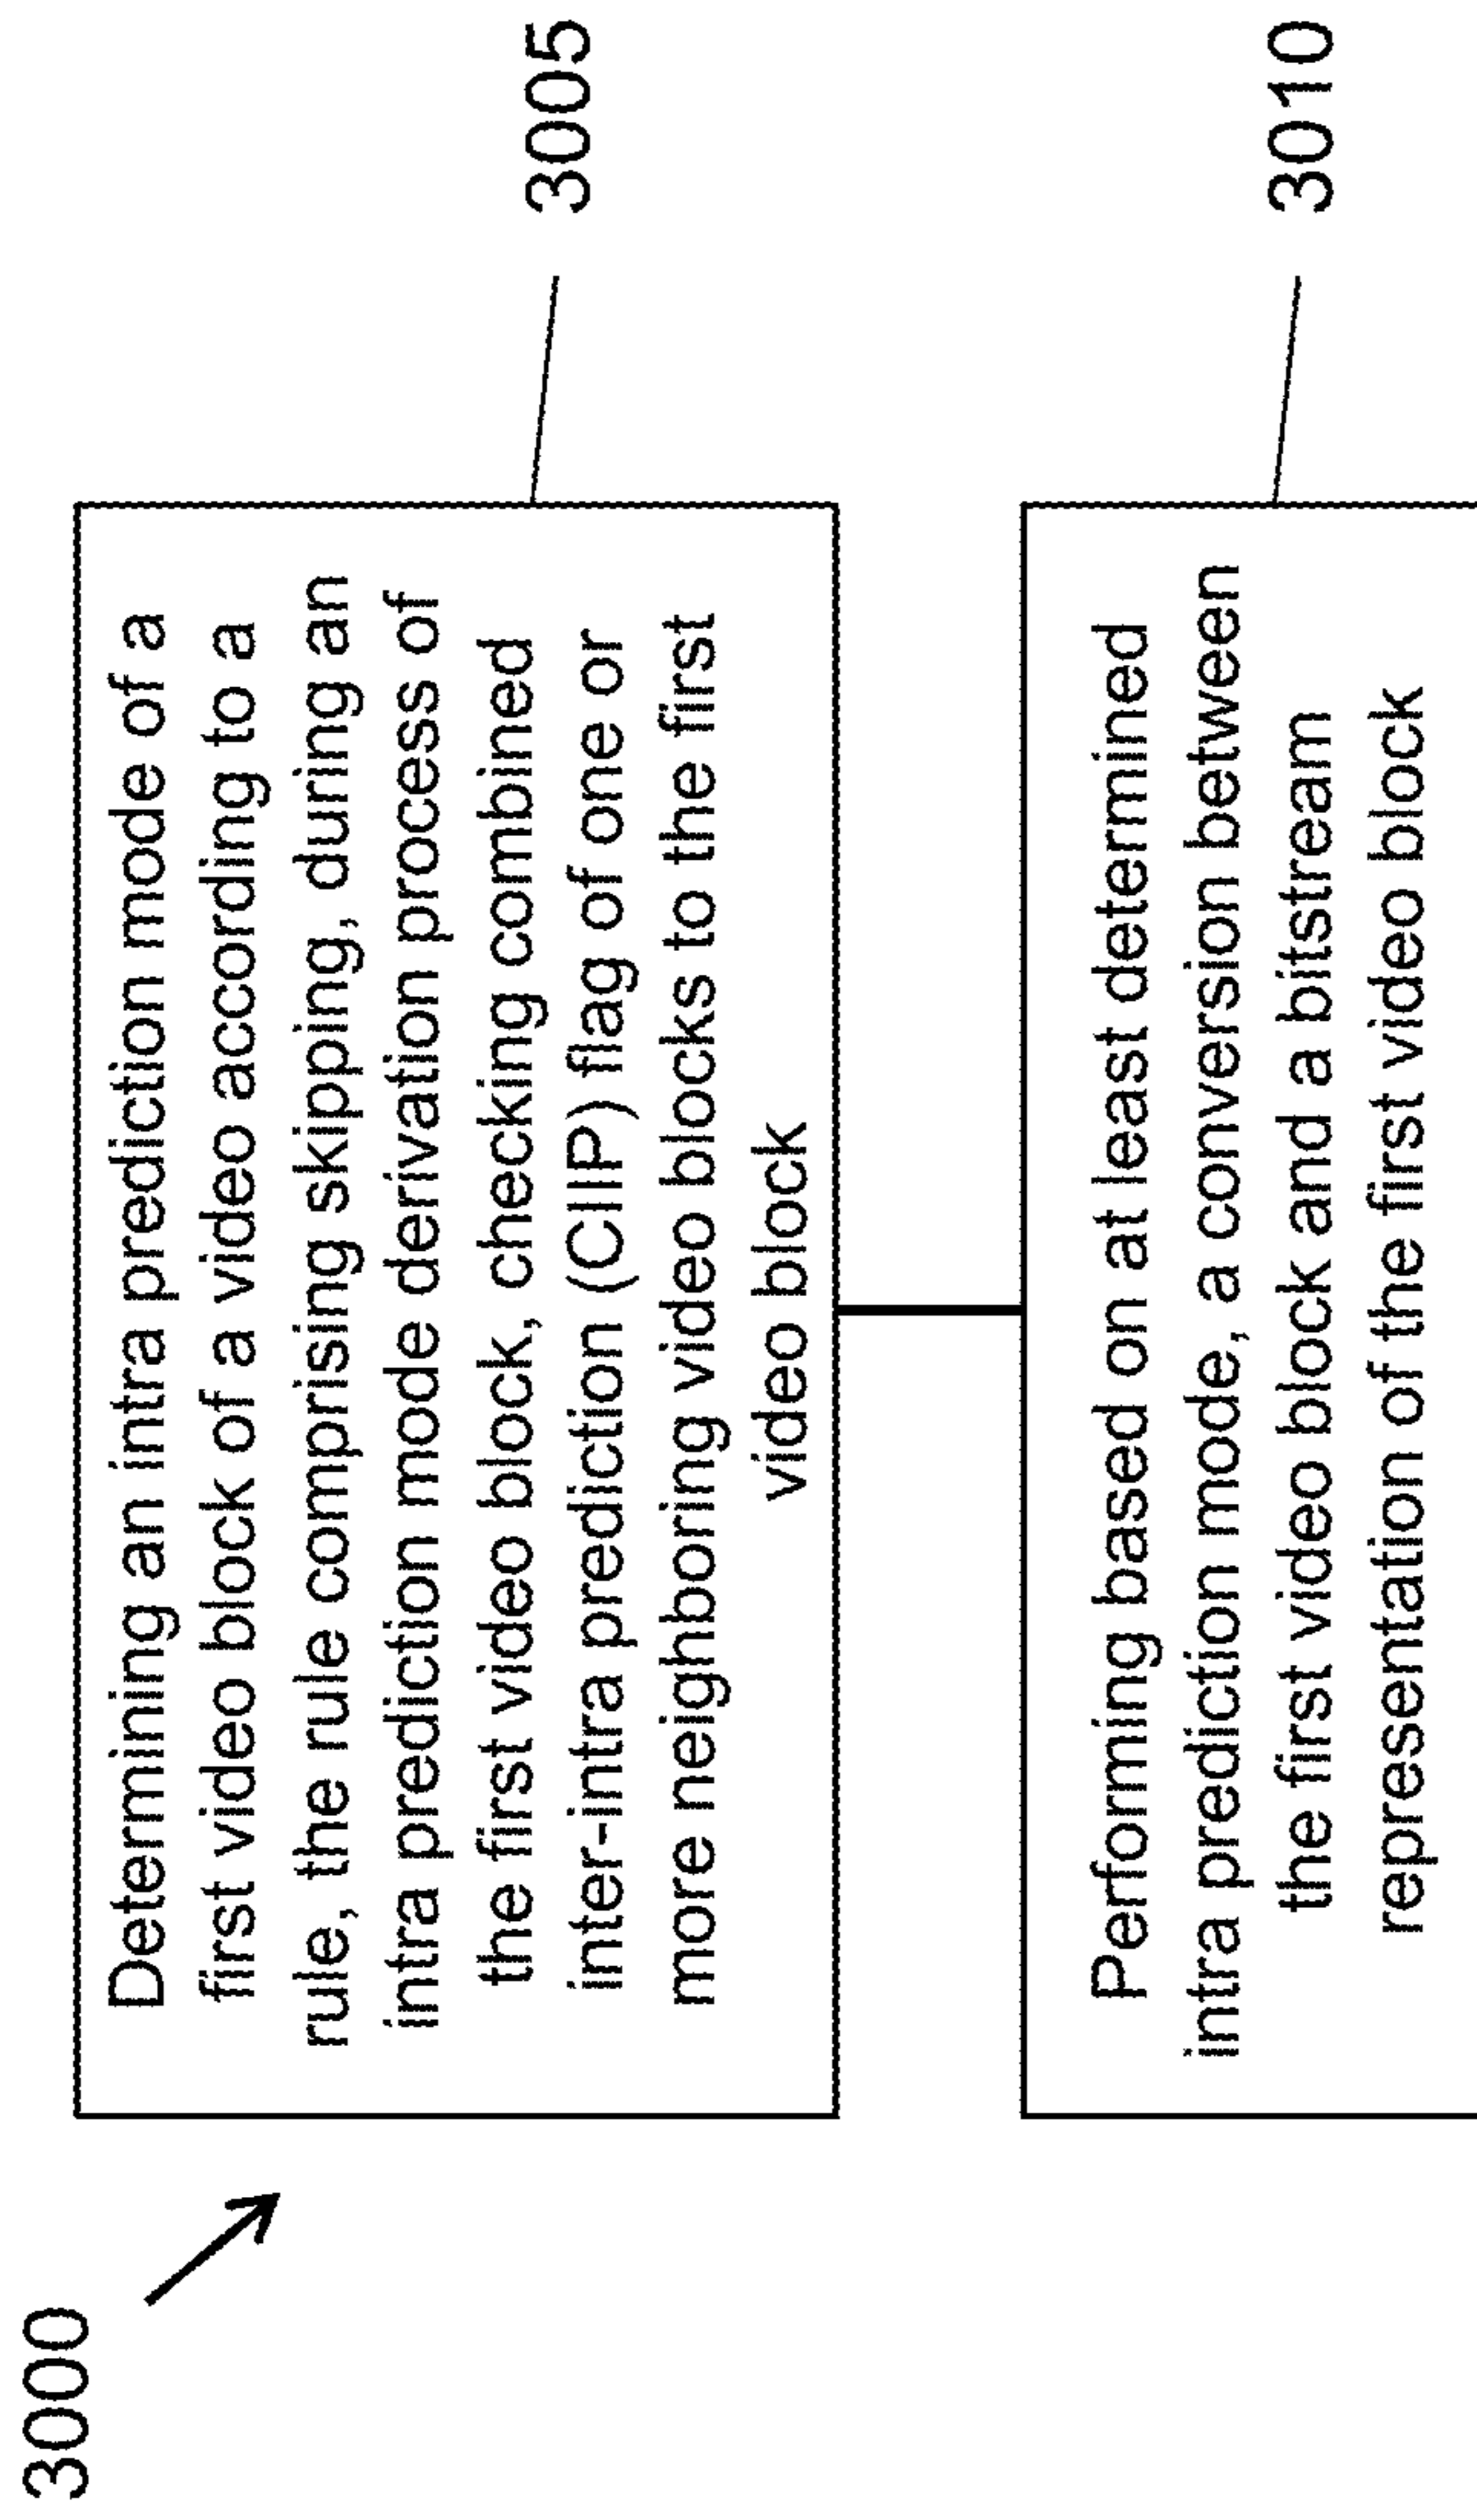 3000
Determining an intra prediction mode of a
first video block of a video according to a
rule, the rule comprising skipping, during an
intra prediction mode derivation process of
the first video block, checking combined
inter-intra prediction (CIIP) flag of one or
more neighboring video blocks to the first
video block
3005
Performing based on at least determined
intra prediction mode, a conversion between
the first video block and a bitstream
representation of the first video block
3010